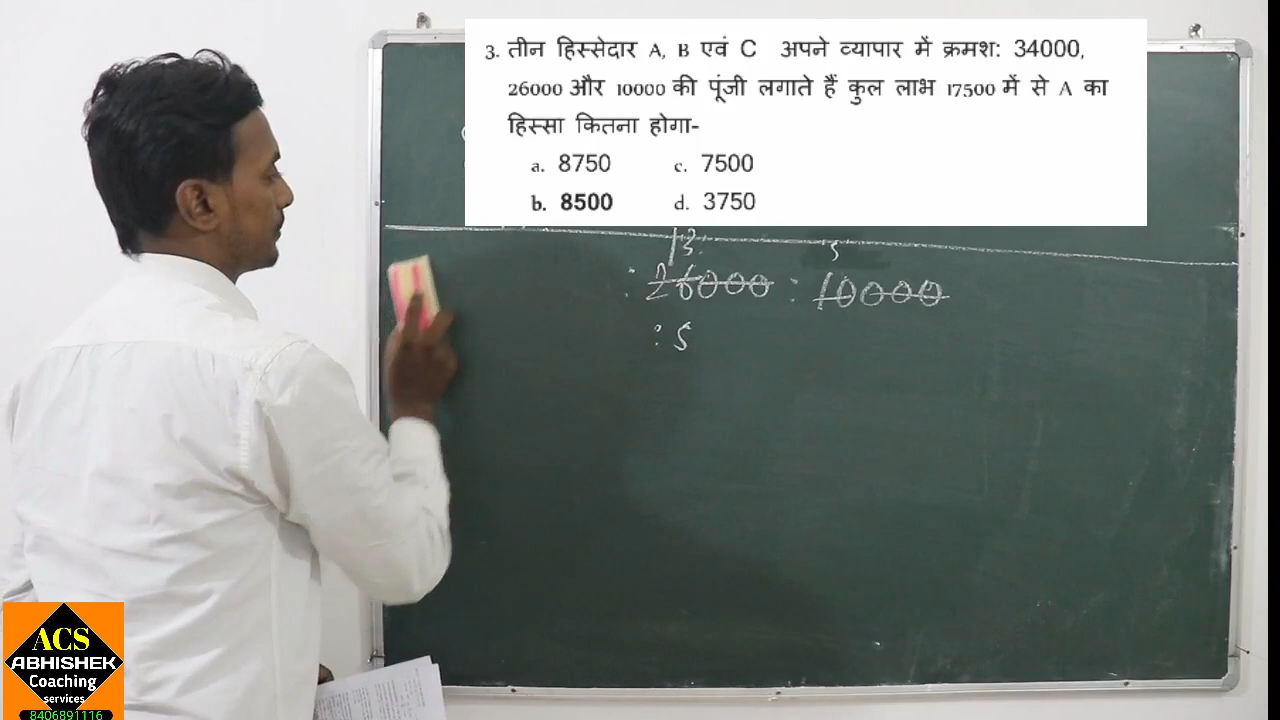 3. तीन हिस्सेदार A, B एवं C अपने व्यापार में क्रमश: 34000,
26000 और 10000 की पूंजी लगाते हैं कुल लाभ 17500 में से A का
हिस्सा कितना होगा-
a. 8750 c. 7500
b. 8500 d. 3750
13 5
: 26000 : 10000
: 5
ACS
ABHISHEK
Coaching
services
8406891116